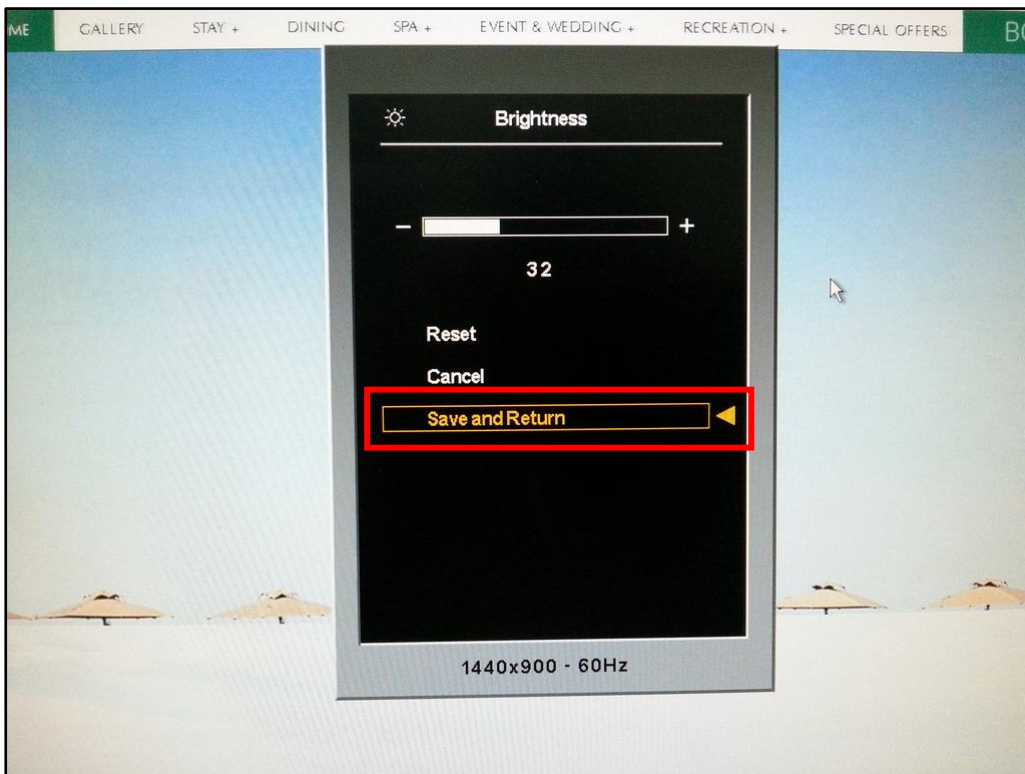 ME GALLERY STAY + DINING SPA + EVENT & WEDDING + RECREATION + SPECIAL OFFERS BO
Brightness
- +
32
Reset
Cancel
Save and Return
1440x900 - 60Hz